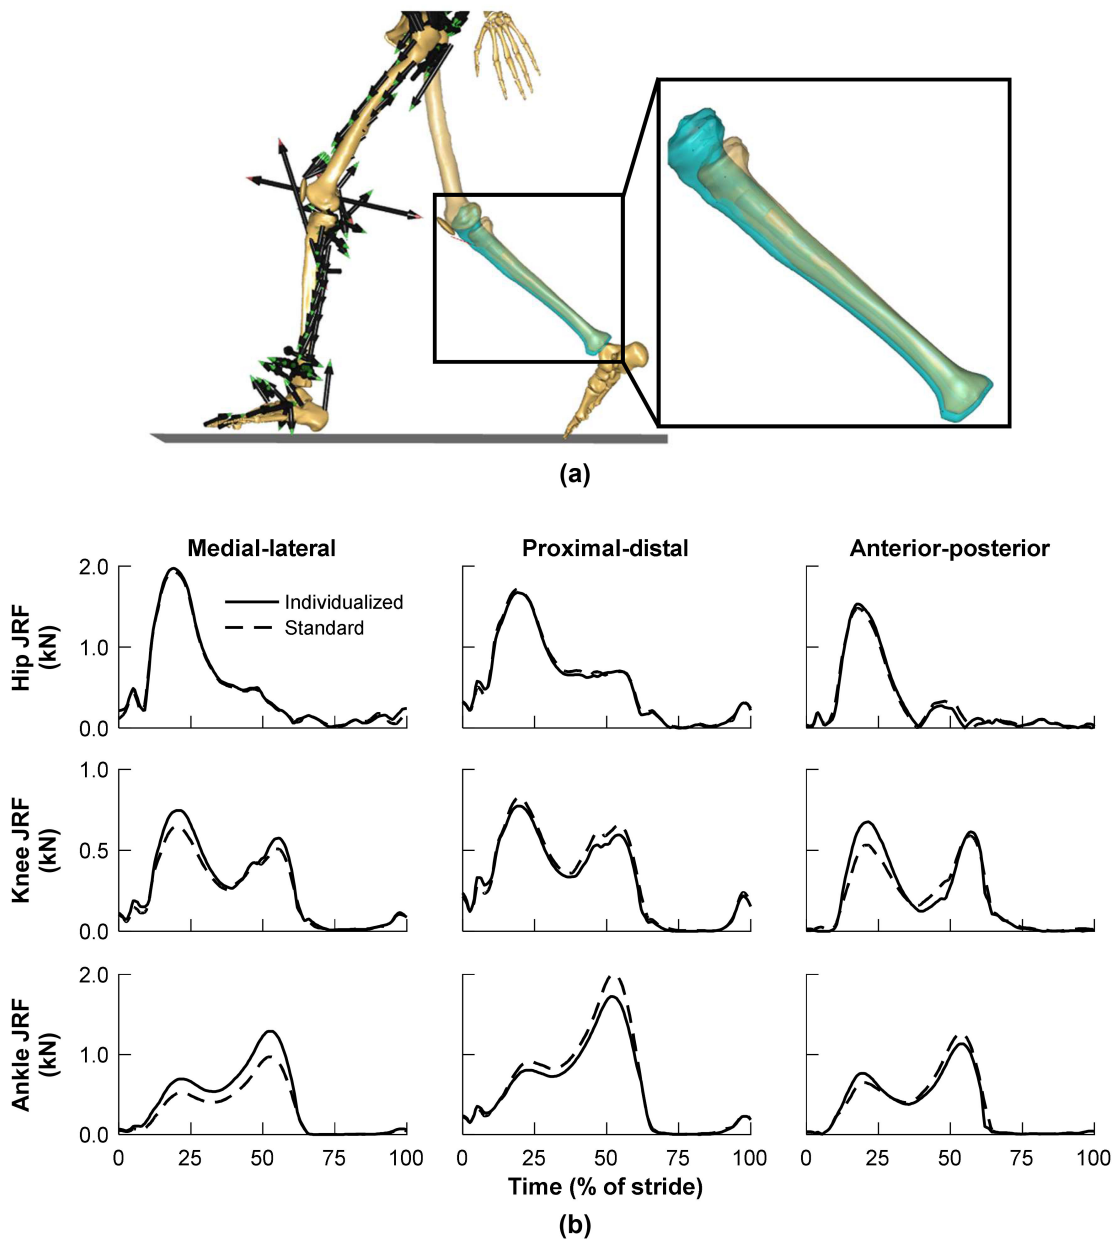 (a)
Medial-lateral
Proximal-distal
Anterior-posterior
Hip JRF
(kN)
2.0
1.0
0.0
Individualized
Standard
Knee JRF
(kN)
1.0
0.5
0.0
Ankle JRF
(kN)
2.0
1.0
0.0
0 25 50 75 100
0 25 50 75 100
0 25 50 75 100
Time (% of stride)
(b)